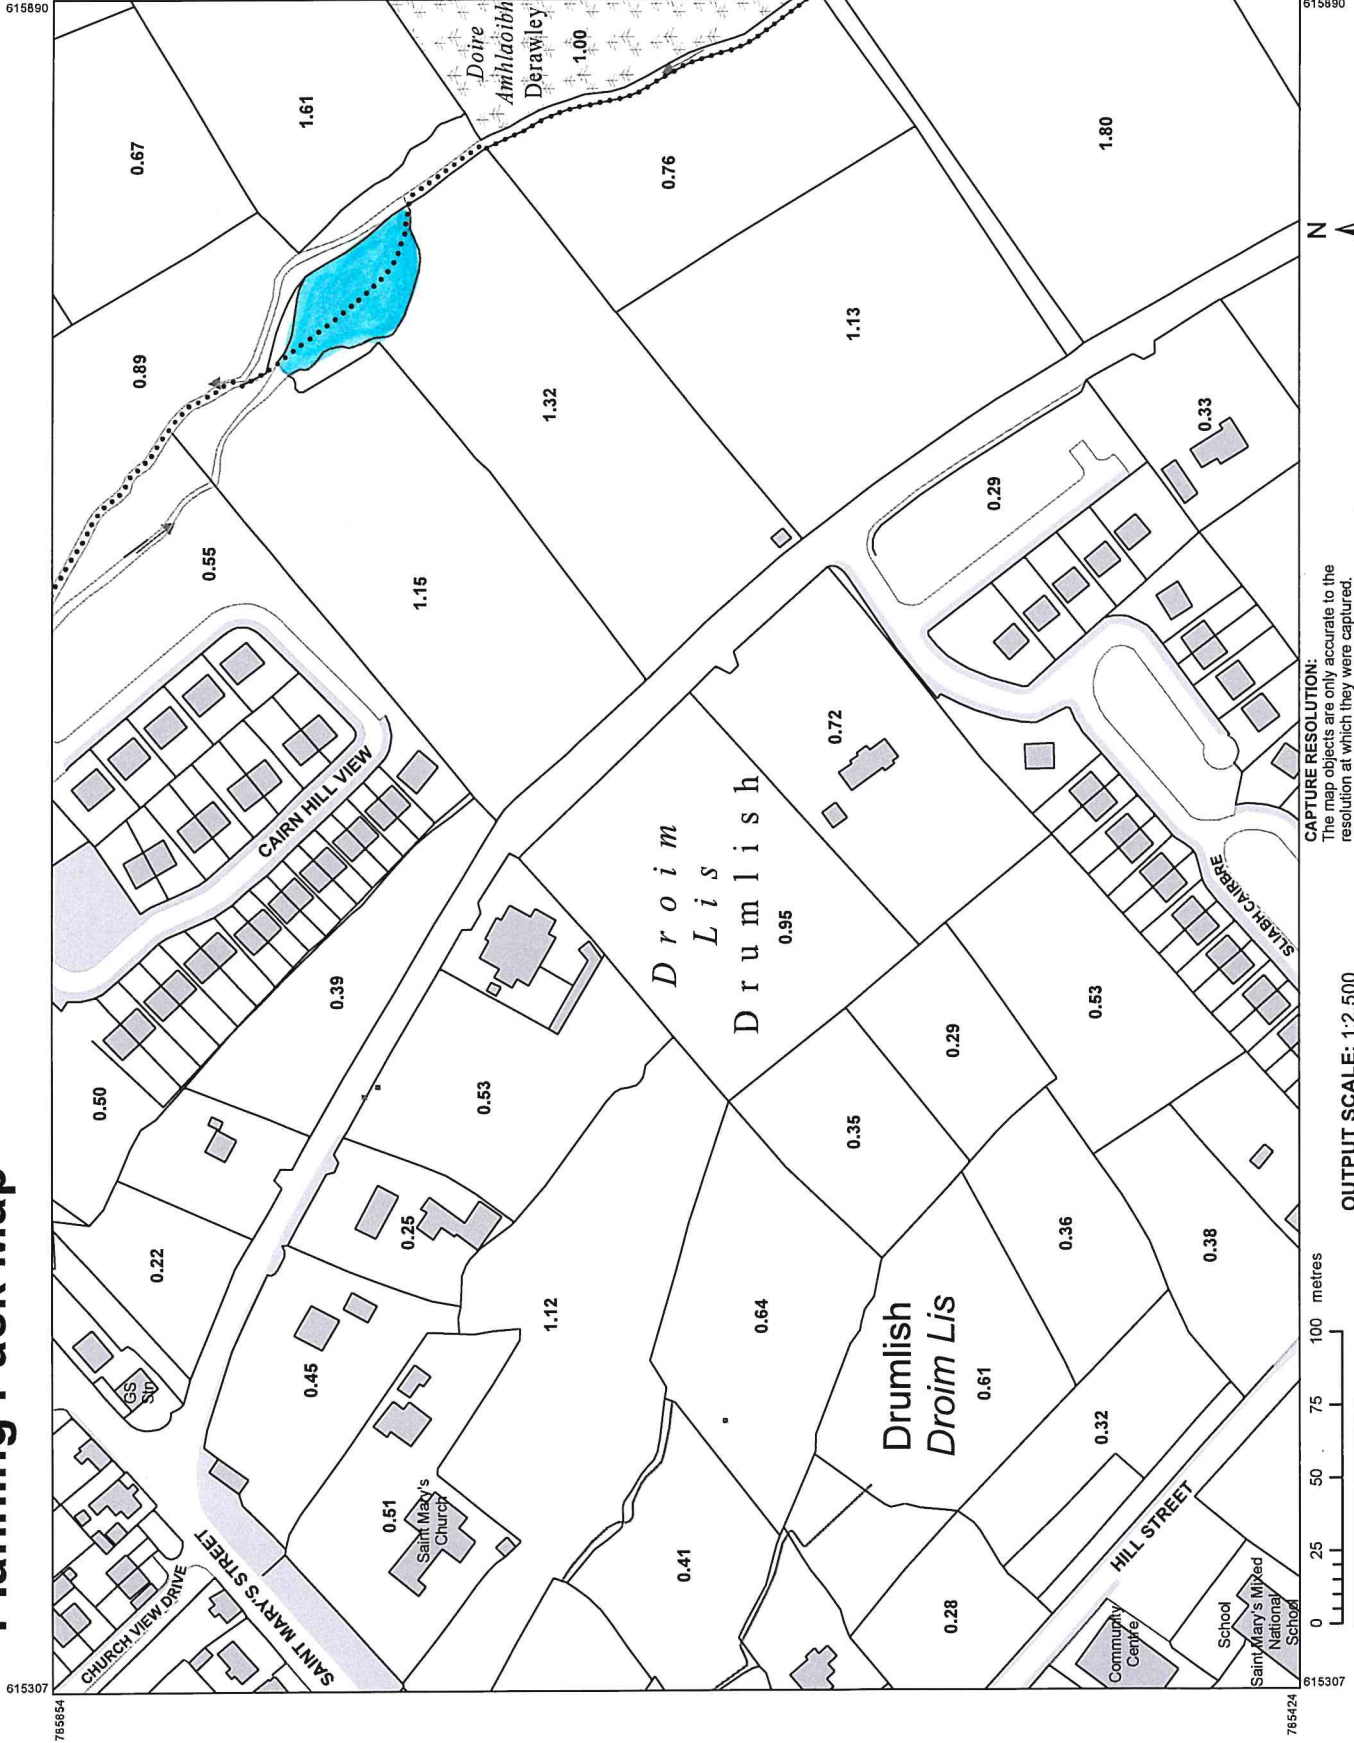 Planning Pack Map
615890
615890
0.67
1.61
Doire
Amhlaoibh
Derawley
1.00
0.89
0.76
1.80
1.13
1.32
0.33
0.29
0.55
1.15
0.72
CAIRN HILL VIEW
Droim
Lis
Drumlish
0.95
SLIABH CAIRBRE
0.39
0.50
0.53
0.29
0.53
0.35
0.22
0.25
0.36
0.38
1.12
0.64
GS
Stn
0.45
Drumlish
Droim Lis
0.61
0.32
0.51
Saint Mary's
Church
SAINT MARY'S STREET
CHURCH VIEW DRIVE
0.41
HILL STREET
0.28
Community
Centre
School
Saint Mary's Mixed
National
School
615307
615307
785854
785424
N
CAPTURE RESOLUTION:
The map objects are only accurate to the
resolution at which they were captured.
OUTPUT SCALE: 1:2,500
0 25 50 75 100 metres